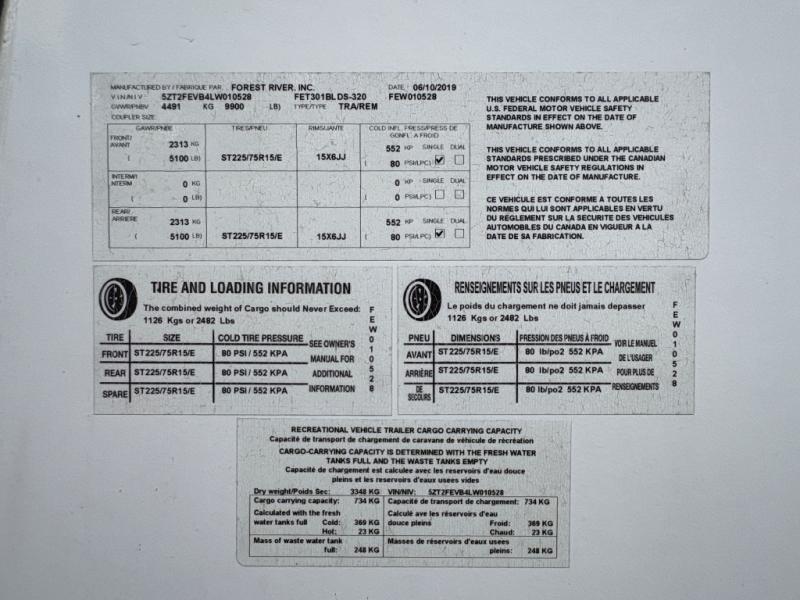 MANUFACTURED BY / FABRIQUE PAR FOREST RIVER, INC. DATE: 06/10/2019
V.I.N./N.I.V 5ZT2FEVB4LW010528 FET301BLDS-320 FEW010528
GVWR/PNBV 4491 KG 9900 LB) TYPE/TYPE TRA/REM
COUPLER SIZE
GAWR/PNBE TIRES/PNEU RIMS/JANTE COLD INFL. PRESS/PRESS DE GONFL. A FROID
FRONT/ AVANT 2313 KG 552 KP SINGLE DUAL
( 5100 LB) ST225/75R15/E 15X6JJ ( 80 PSI/LPC)
INTERM/ INTERM 0 KG 0 KP SINGLE DUAL
( 0 LB) ( 0 PSI/LPC)
REAR/ ARRIERE 2313 KG 552 KP SINGLE DUAL
( 5100 LB) ST225/75R15/E 15X6JJ ( 80 PSI/LPC)
THIS VEHICLE CONFORMS TO ALL APPLICABLE
U.S. FEDERAL MOTOR VEHICLE SAFETY
STANDARDS IN EFFECT ON THE DATE OF
MANUFACTURE SHOWN ABOVE.
THIS VEHICLE CONFORMS TO ALL APPLICABLE
STANDARDS PRESCRIBED UNDER THE CANADIAN
MOTOR VEHICLE SAFETY REGULATIONS IN
EFFECT ON THE DATE OF MANUFACTURE.
CE VEHICULE EST CONFORME A TOUTES LES
NORMES QUI LUI SONT APPLICABLES EN VERTU
DU RÉGLEMENT SUR LA SECURITE DES VEHICULES
AUTOMOBILES DU CANADA EN VIGUEUR A LA
DATE DE SA FABRICATION.
TIRE AND LOADING INFORMATION
The combined weight of Cargo should Never Exceed:
1126 Kgs or 2482 Lbs
TIRE SIZE COLD TIRE PRESSURE
FRONT ST225/75R15/E 80 PSI / 552 KPA
REAR ST225/75R15/E 80 PSI / 552 KPA
SPARE ST225/75R15/E 80 PSI / 552 KPA
SEE OWNER'S
MANUAL FOR
ADDITIONAL
INFORMATION
FEW010528
RENSEIGNEMENTS SUR LES PNEUS ET LE CHARGEMENT
Le poids du chargement ne doit jamais depasser
1126 Kgs or 2482 Lbs
PNEU DIMENSIONS PRESSION DES PNEUS À FROID
AVANT ST225/75R15/E 80 lb/po2 552 KPA
ARRIÈRE ST225/75R15/E 80 lb/po2 552 KPA
DE SECOURS ST225/75R15/E 80 lb/po2 552 KPA
VOIR LE MANUEL
DE L'USAGER
POUR PLUS DE
RENSEIGNEMENTS
FEW010528
RECREATIONAL VEHICLE TRAILER CARGO CARRYING CAPACITY
Capacité de transport de chargement de caravane de véhicule de récréation
CARGO-CARRYING CAPACITY IS DETERMINED WITH THE FRESH WATER
TANKS FULL AND THE WASTE TANKS EMPTY
Capacité de chargement est calculee avec les reservoirs d'eau douce
pleins et les reservoirs d'eaux usees vides
Dry weight/Poids Sec: 3348 KG VIN/NIV: 5ZT2FEVB4LW010528
Cargo carrying capacity: 734 KG Capacité de transport de chargement: 734 KG
Calculated with the fresh Calculé ave les réservoirs d'eau
water tanks full Cold: 369 KG douce pleins Froid: 369 KG
Hot: 23 KG Chaud: 23 KG
Mass of waste water tank Masses de réservoirs d'eaux usees
full: 248 KG pleins: 248 KG